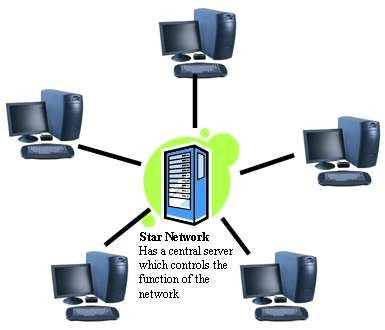 Star Network
Has a central server
which controls the
function of the
network